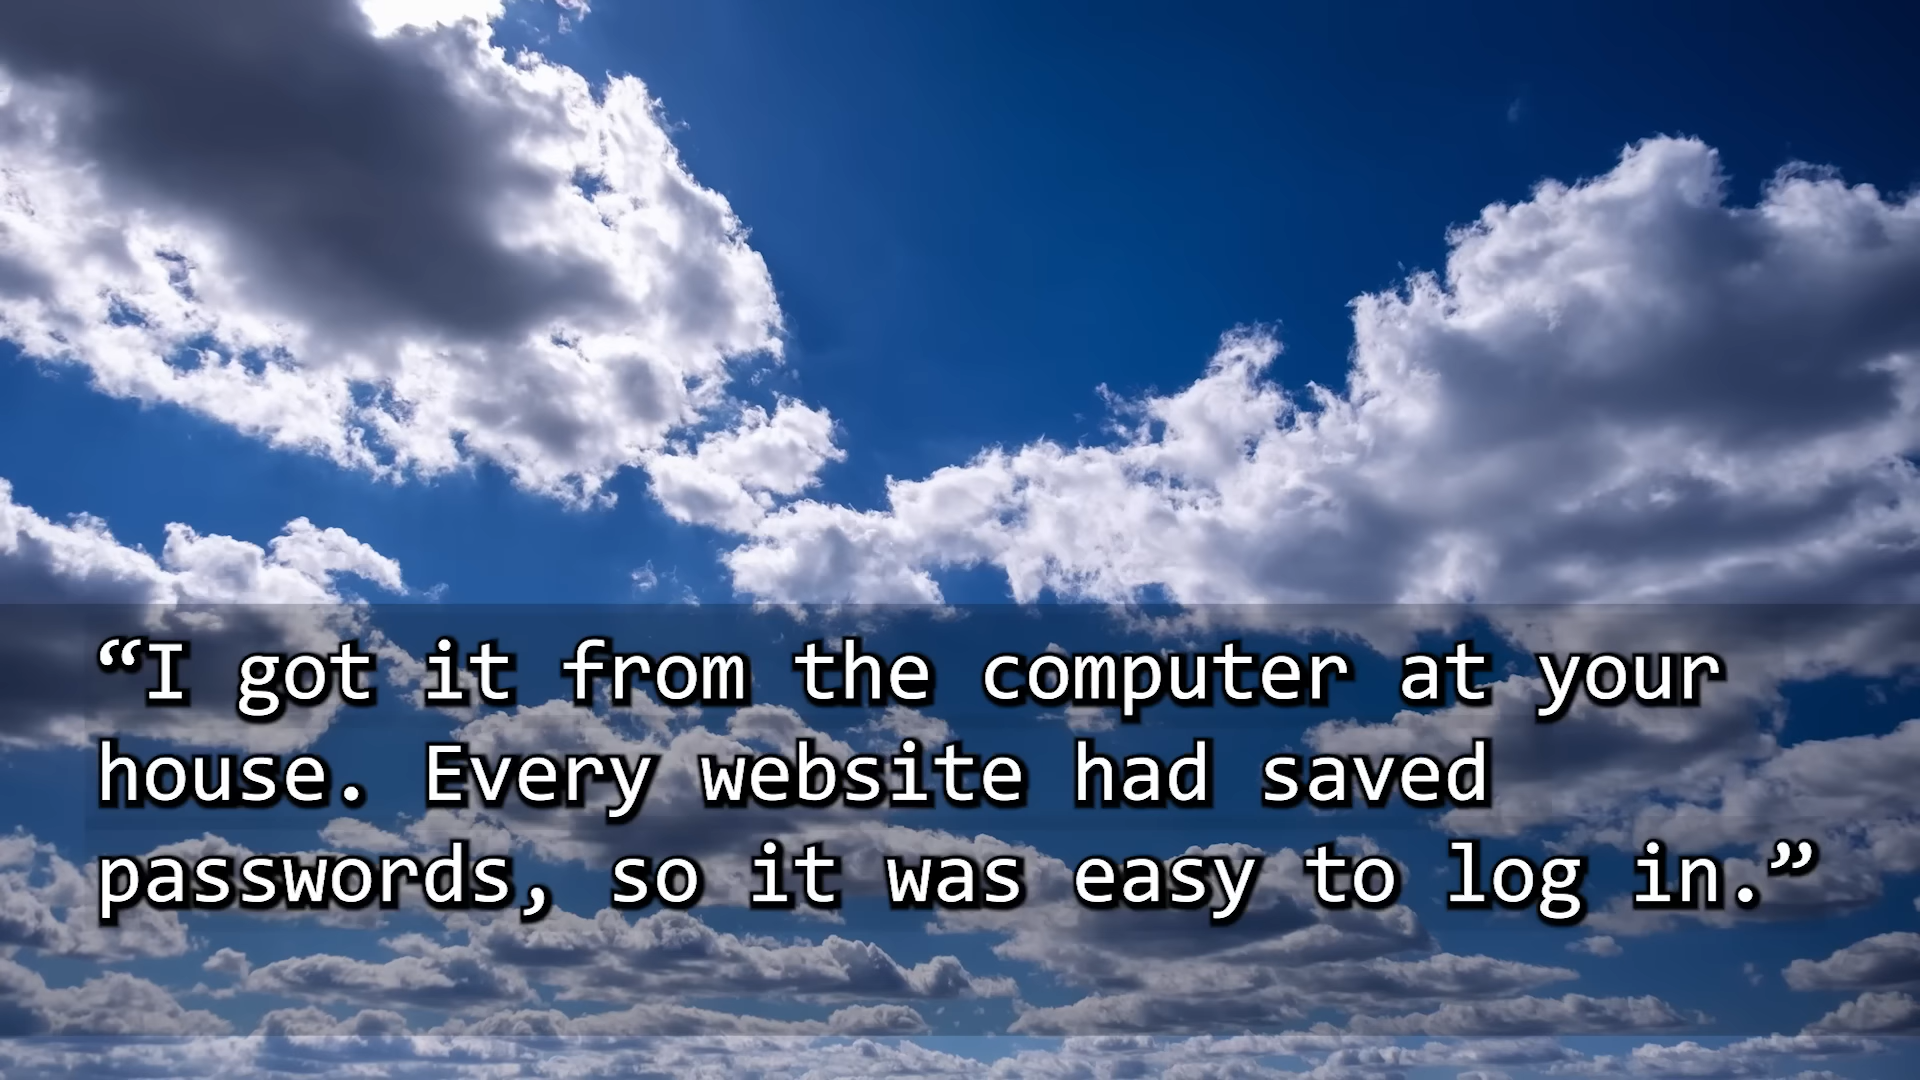 “I got it from the computer at your
house. Every website had saved
passwords, so it was easy to log in.”